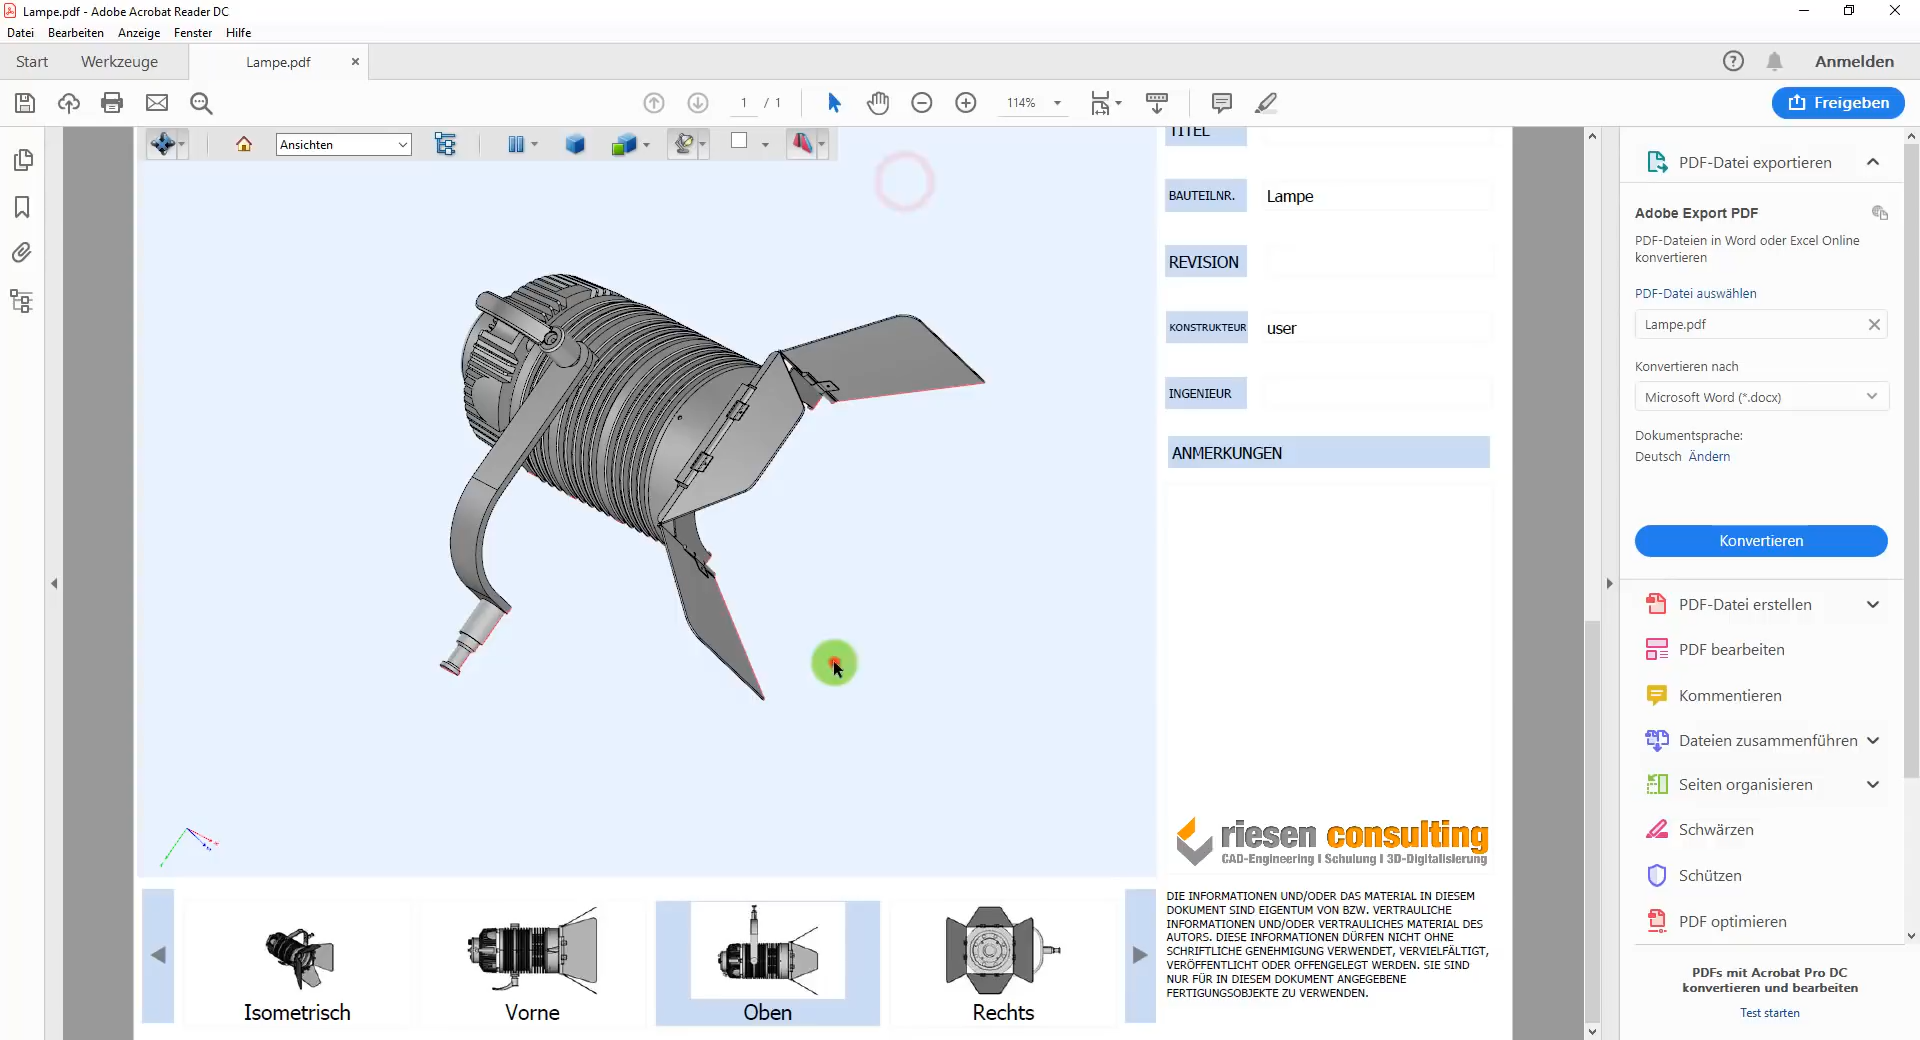 Lampe.pdf - Adobe Acrobat Reader DC
Datei Bearbeiten Anzeige Fenster Hilfe
Start Werkzeuge Lampe.pdf Anmelden
1 / 1 114% Freigeben
Ansichten
TITEL
BAUTEILNR. Lampe
REVISION
KONSTRUKTEUR user
INGENIEUR
ANMERKUNGEN
riesen consulting
CAD-Engineering I Schulung I 3D-Digitalisierung
DIE INFORMATIONEN UND/ODER DAS MATERIAL IN DIESEM
DOKUMENT SIND EIGENTUM VON BZW. VERTRAULICHE
INFORMATIONEN UND/ODER VERTRAULICHES MATERIAL DES
AUTORS. DIESE INFORMATIONEN DÜRFEN NICHT OHNE
SCHRIFTLICHE GENEHMIGUNG VERWENDET, VERVIELFÄLTIGT,
VERÖFFENTLICHT ODER OFFENGELEGT WERDEN. SIE SIND
NUR FÜR IN DIESEM DOKUMENT ANGEGEBENE
FERTIGUNGSOBJEKTE ZU VERWENDEN.
Isometrisch Vorne Oben Rechts
PDF-Datei exportieren
Adobe Export PDF
PDF-Dateien in Word oder Excel Online
konvertieren
PDF-Datei auswählen
Lampe.pdf
Konvertieren nach
Microsoft Word (*.docx)
Dokumentsprache:
Deutsch Ändern
Konvertieren
PDF-Datei erstellen
PDF bearbeiten
Kommentieren
Dateien zusammenführen
Seiten organisieren
Schwärzen
Schützen
PDF optimieren
PDFs mit Acrobat Pro DC
konvertieren und bearbeiten
Test starten